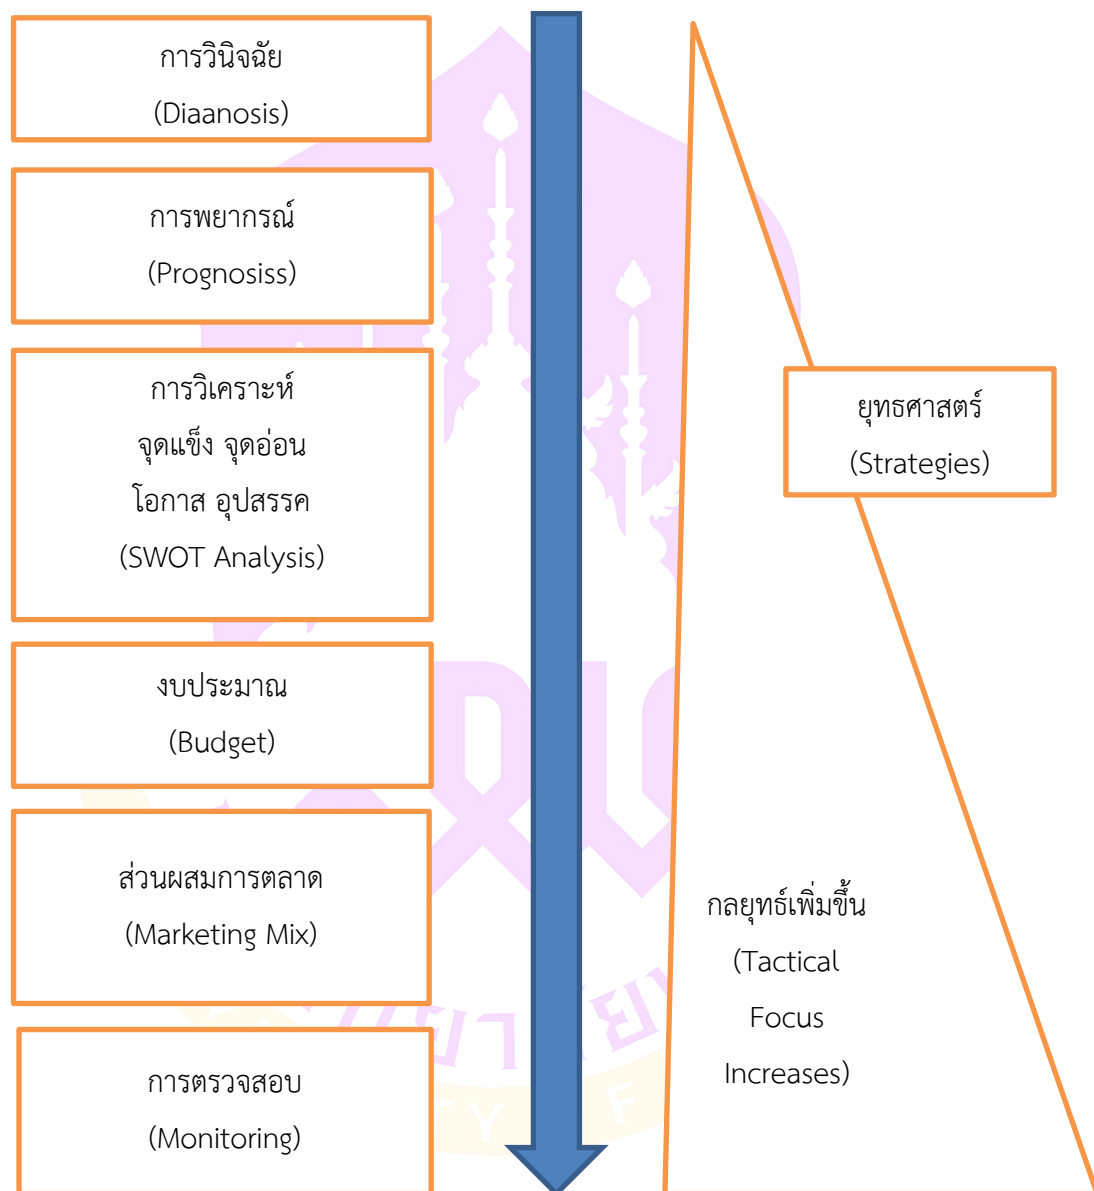 การวินิจฉัย
(Diaanosis)
การพยากรณ์
(Prognosiss)
การวิเคราะห์
จุดแข็ง จุดอ่อน
โอกาส อุปสรรค
(SWOT Analysis)
งบประมาณ
(Budget)
ส่วนผสมการตลาด
(Marketing Mix)
การตรวจสอบ
(Monitoring)
ยุทธศาสตร์
(Strategies)
กลยุทธ์เพิ่มขึ้น
(Tactical
Focus
Increases)